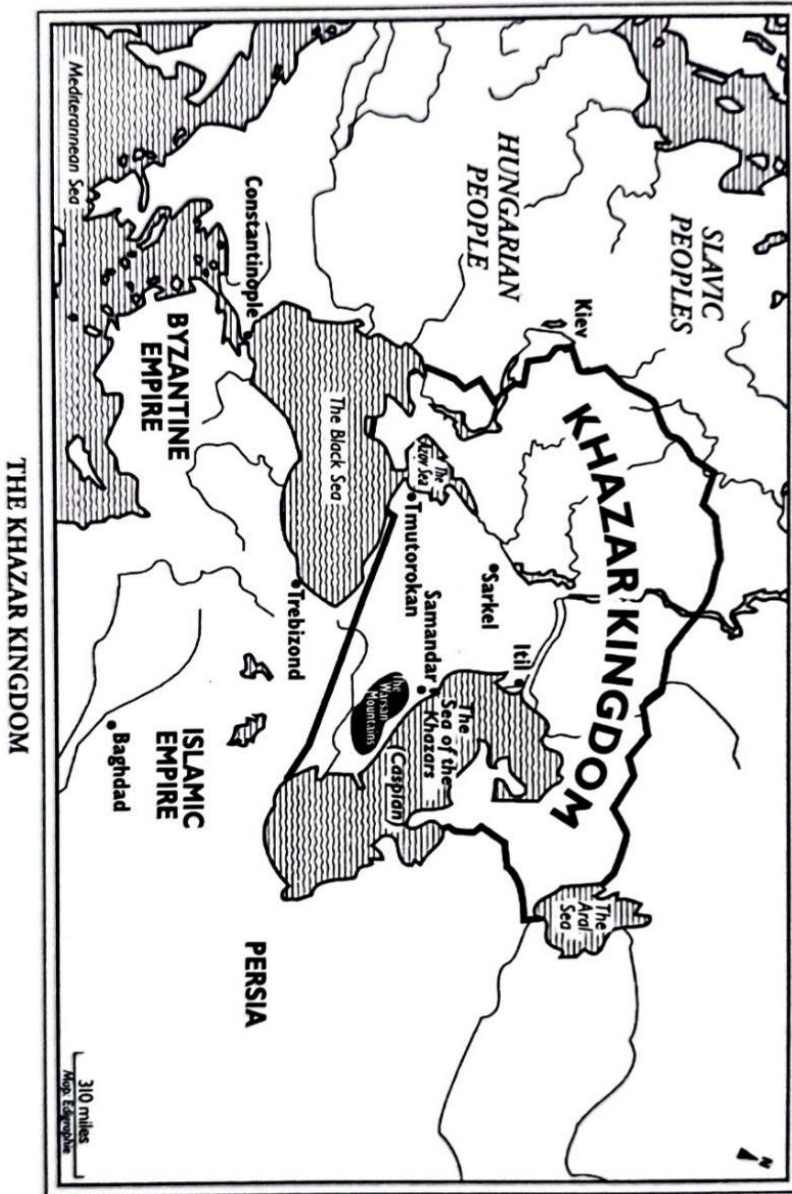 SLAVIC
PEOPLES
HUNGARIAN
PEOPLE
Kiev
KHAZAR KINGDOM
The
Aral
Sea
The
Azov Sea
Sarkel
Itil
Tmutorokan
Samandar
The
Sea of the
Khazars
(Caspian)
The
Warsan
Mountains
The Black Sea
Constantinople
Trebizond
BYZANTINE
EMPIRE
ISLAMIC
EMPIRE
PERSIA
Baghdad
Mediterannean Sea
N
310 miles
Map: Edigraphie
THE KHAZAR KINGDOM